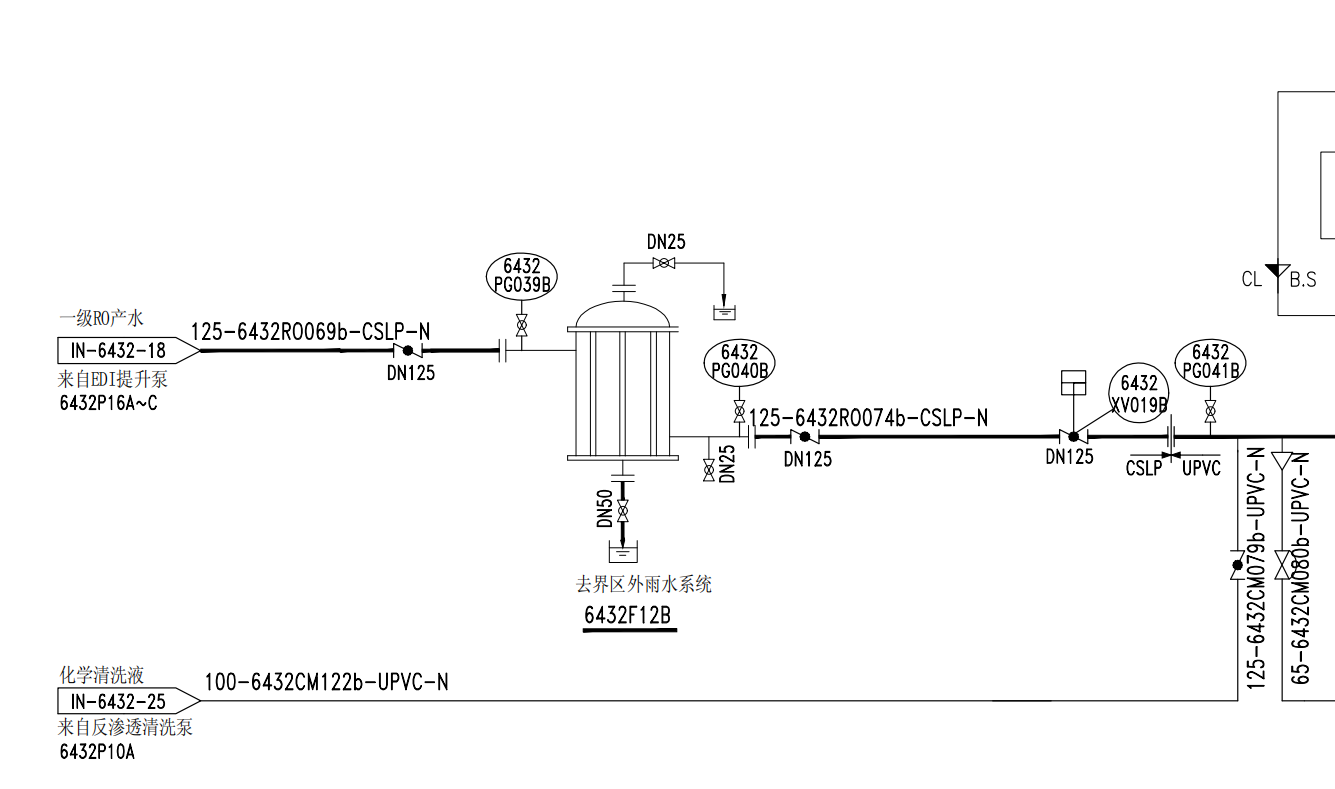 DN25
6432
PG039B
CL
B.S
一级RO产水
125-6432RO069b-CSLP-N
IN-6432-18
DN125
来自EDI提升泵
6432P16A~C
6432
PG040B
125-6432RO074b-CSLP-N
DN125
DN25
6432
XV019B
DN125
6432
PG041B
CSLP
UPVC
125-6432CM079b-UPVC-N
65-6432CM080b-UPVC-N
DN50
去界区外雨水系统
6432F12B
化学清洗液
100-6432CM122b-UPVC-N
IN-6432-25
来自反渗透清洗泵
6432P10A